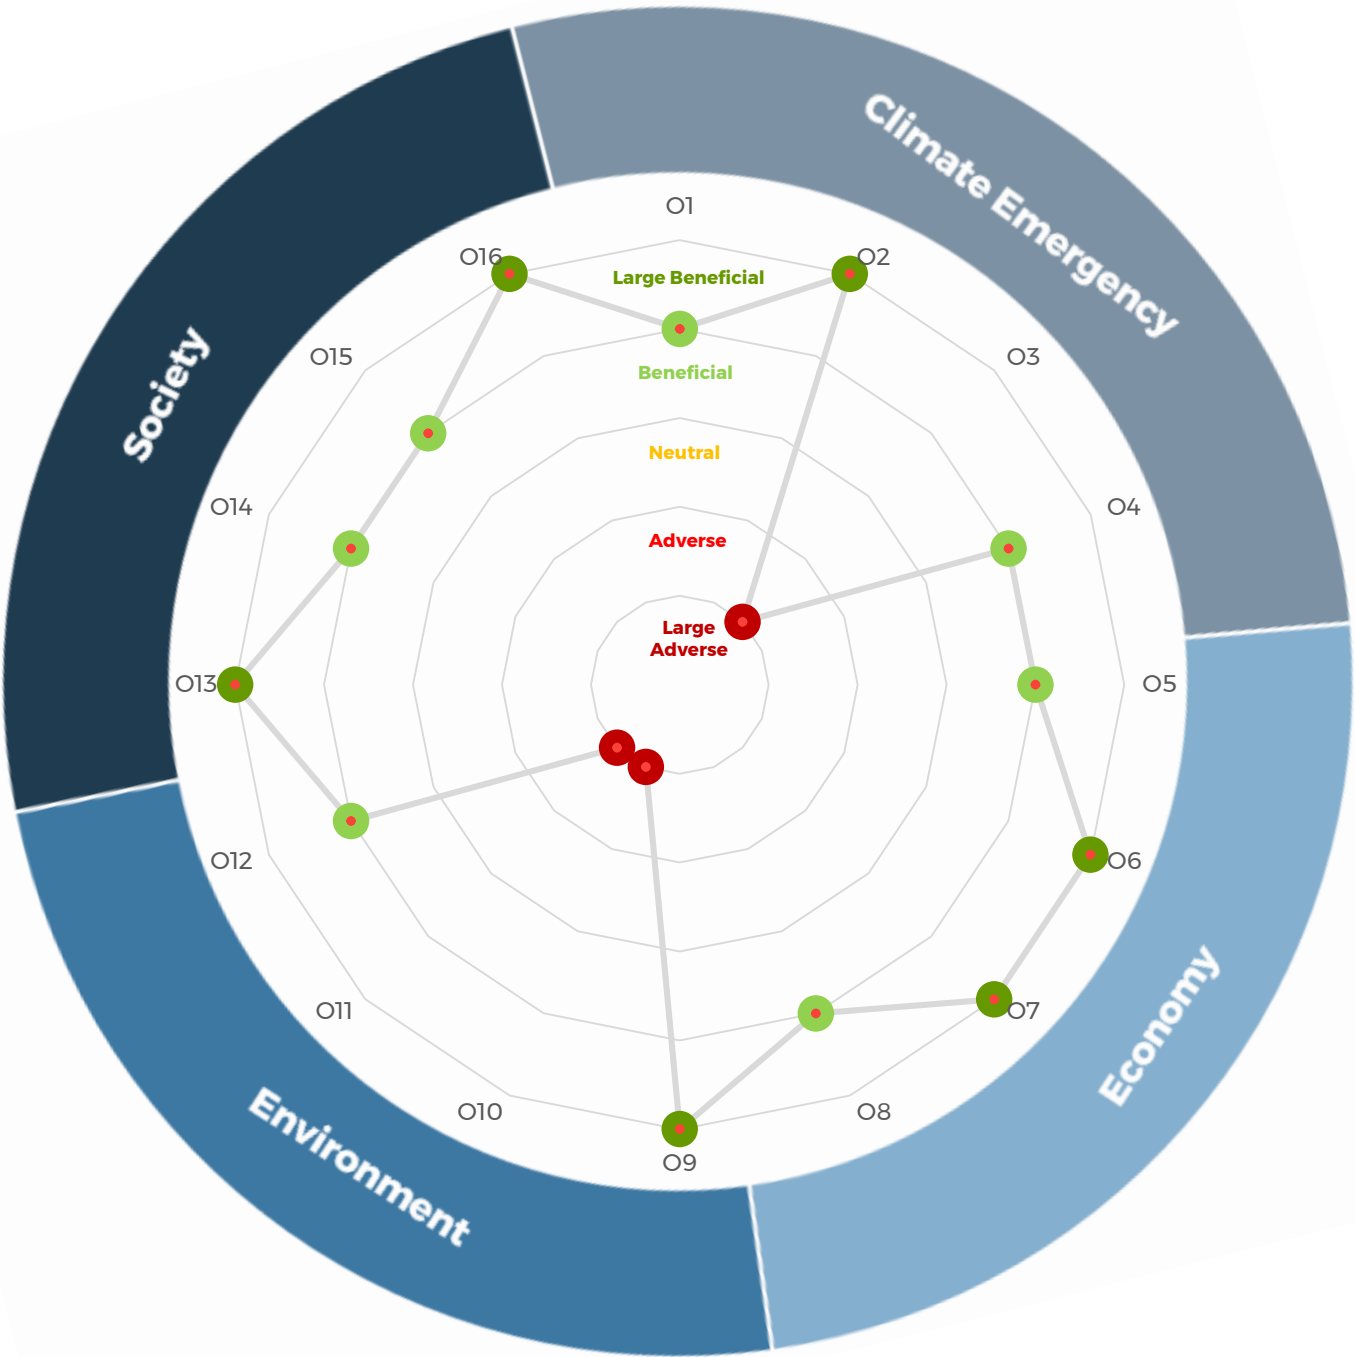 Climate Emergency
Society
Economy
Environment
O1
O2
O3
O4
O5
O6
O7
O8
O9
O10
O11
O12
O13
O14
O15
O16
Large Beneficial
Beneficial
Neutral
Adverse
Large
Adverse